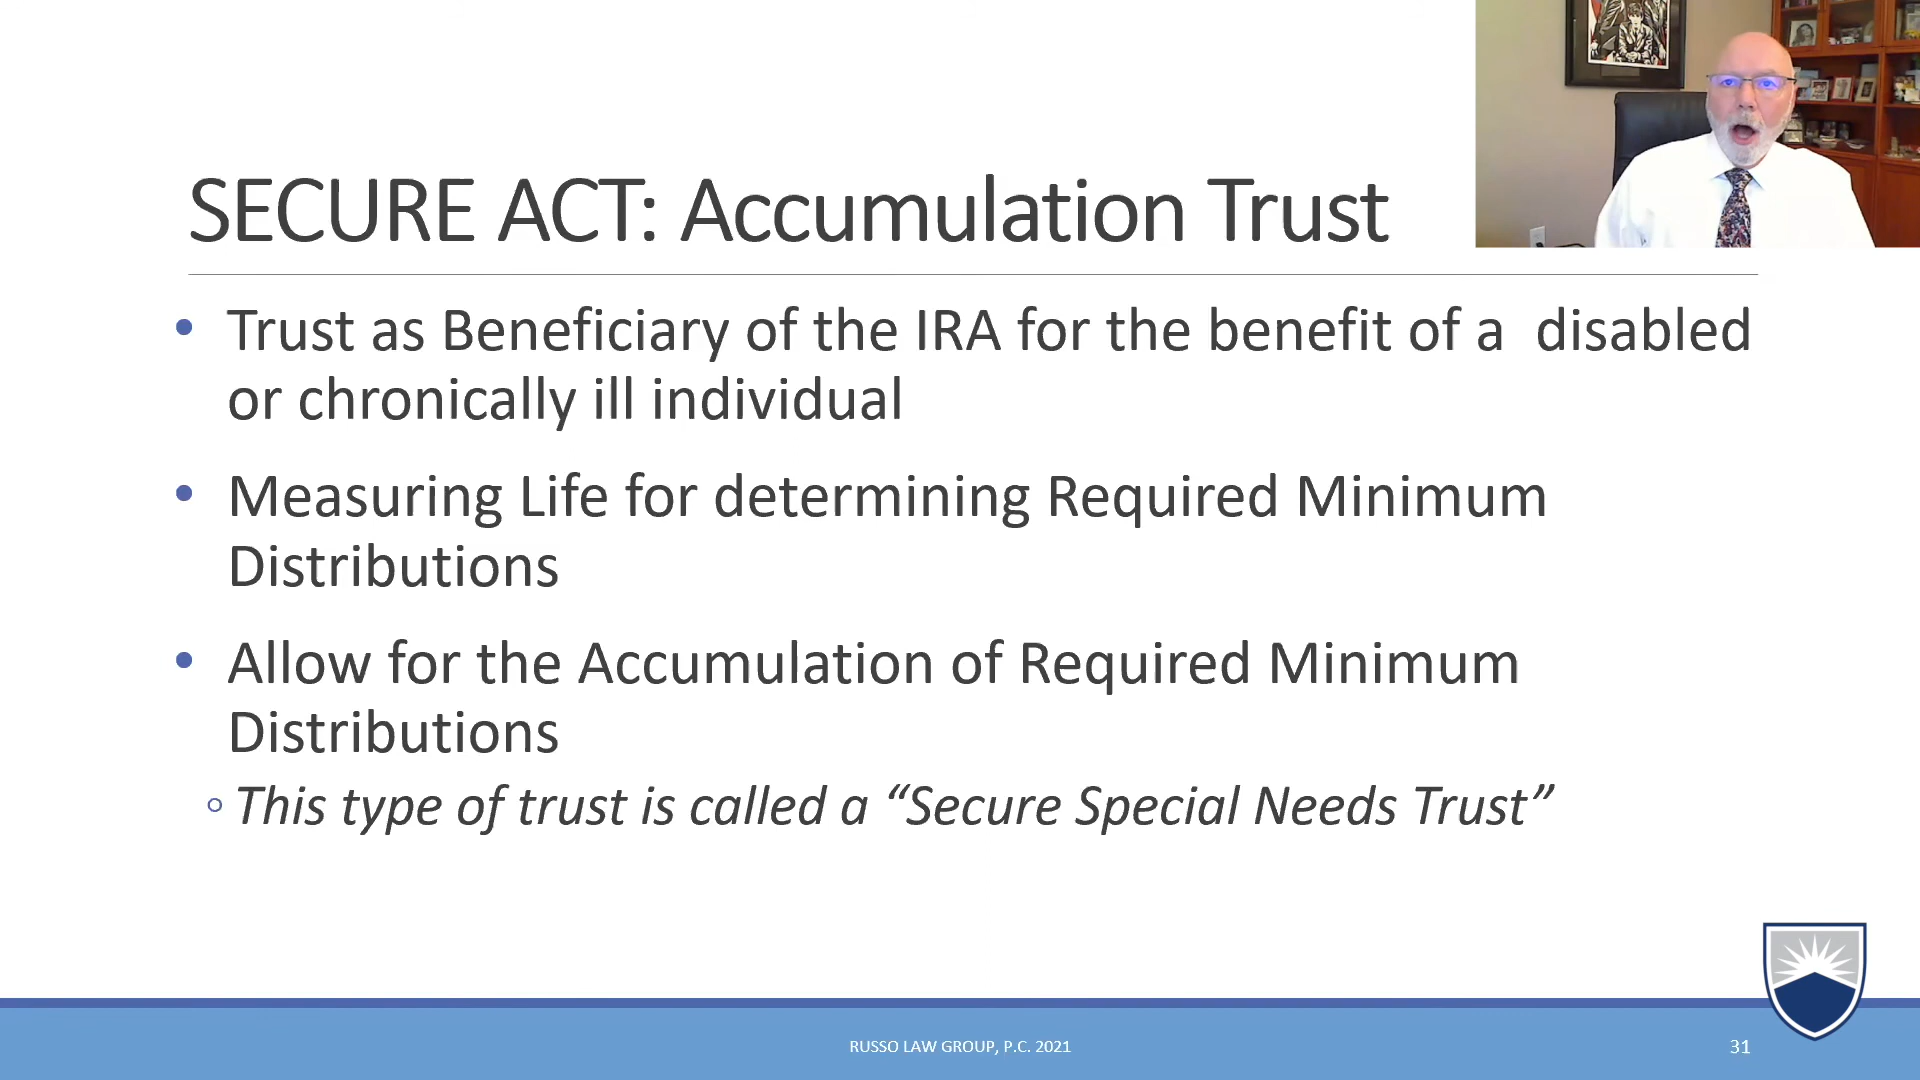 SECURE ACT: Accumulation Trust
• Trust as Beneficiary of the IRA for the benefit of a  disabled
or chronically ill individual
• Measuring Life for determining Required Minimum
Distributions
• Allow for the Accumulation of Required Minimum
Distributions
◦ This type of trust is called a “Secure Special Needs Trust”
RUSSO LAW GROUP, P.C. 2021
31